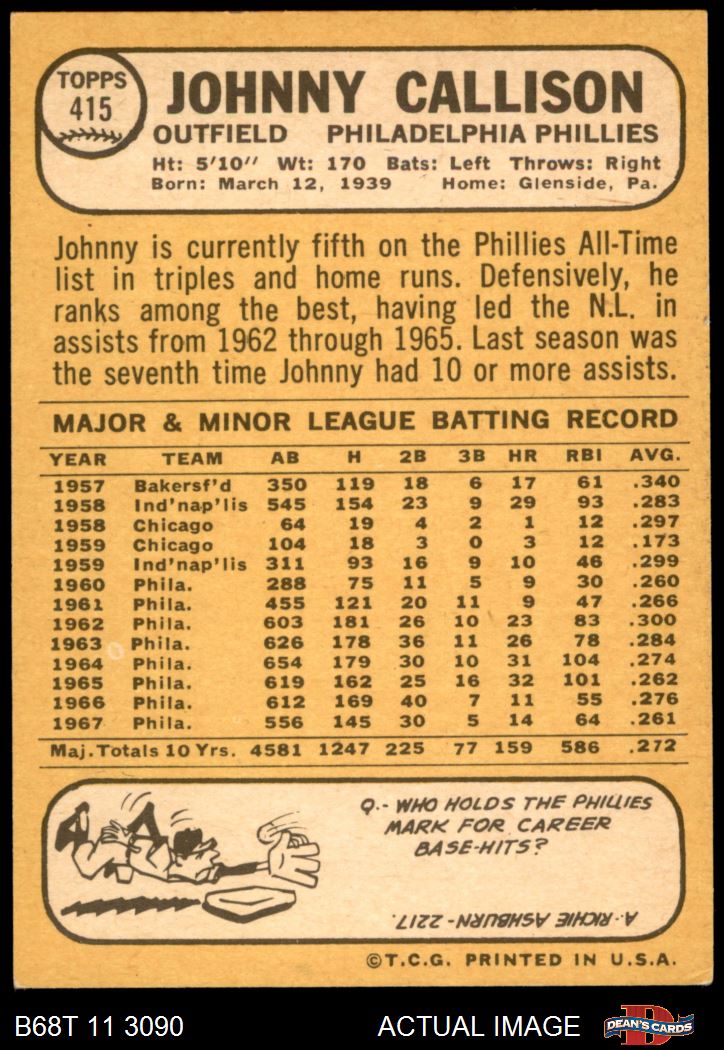 TOPPS
415
JOHNNY CALLISON
OUTFIELD PHILADELPHIA PHILLIES
Ht: 5'10" Wt: 170 Bats: Left Throws: Right
Born: March 12, 1939 Home: Glenside, Pa.
Johnny is currently fifth on the Phillies All-Time
list in triples and home runs. Defensively, he
ranks among the best, having led the N.L. in
assists from 1962 through 1965. Last season was
the seventh time Johnny had 10 or more assists.
MAJOR & MINOR LEAGUE BATTING RECORD
YEAR TEAM AB H 2B 3B HR RBI AVG.
1957 Bakersf'd 350 119 18 6 17 61 .340
1958 Ind'nap'lis 545 154 23 9 29 93 .283
1958 Chicago 64 19 4 2 1 12 .297
1959 Chicago 104 18 3 0 3 12 .173
1959 Ind'nap'lis 311 93 16 9 10 46 .299
1960 Phila. 288 75 11 5 9 30 .260
1961 Phila. 455 121 20 11 9 47 .266
1962 Phila. 603 181 26 10 23 83 .300
1963 Phila. 626 178 36 11 26 78 .284
1964 Phila. 654 179 30 10 31 104 .274
1965 Phila. 619 162 25 16 32 101 .262
1966 Phila. 612 169 40 7 11 55 .276
1967 Phila. 556 145 30 5 14 64 .261
Maj. Totals 10 Yrs. 4581 1247 225 77 159 586 .272
Q.- WHO HOLDS THE PHILLIES
MARK FOR CAREER
BASE-HITS?
A. RICHIE ASHBURN-2217.
©T.C.G. PRINTED IN U.S.A.
B68T 11 3090 ACTUAL IMAGE
D
DEAN'S CARDS